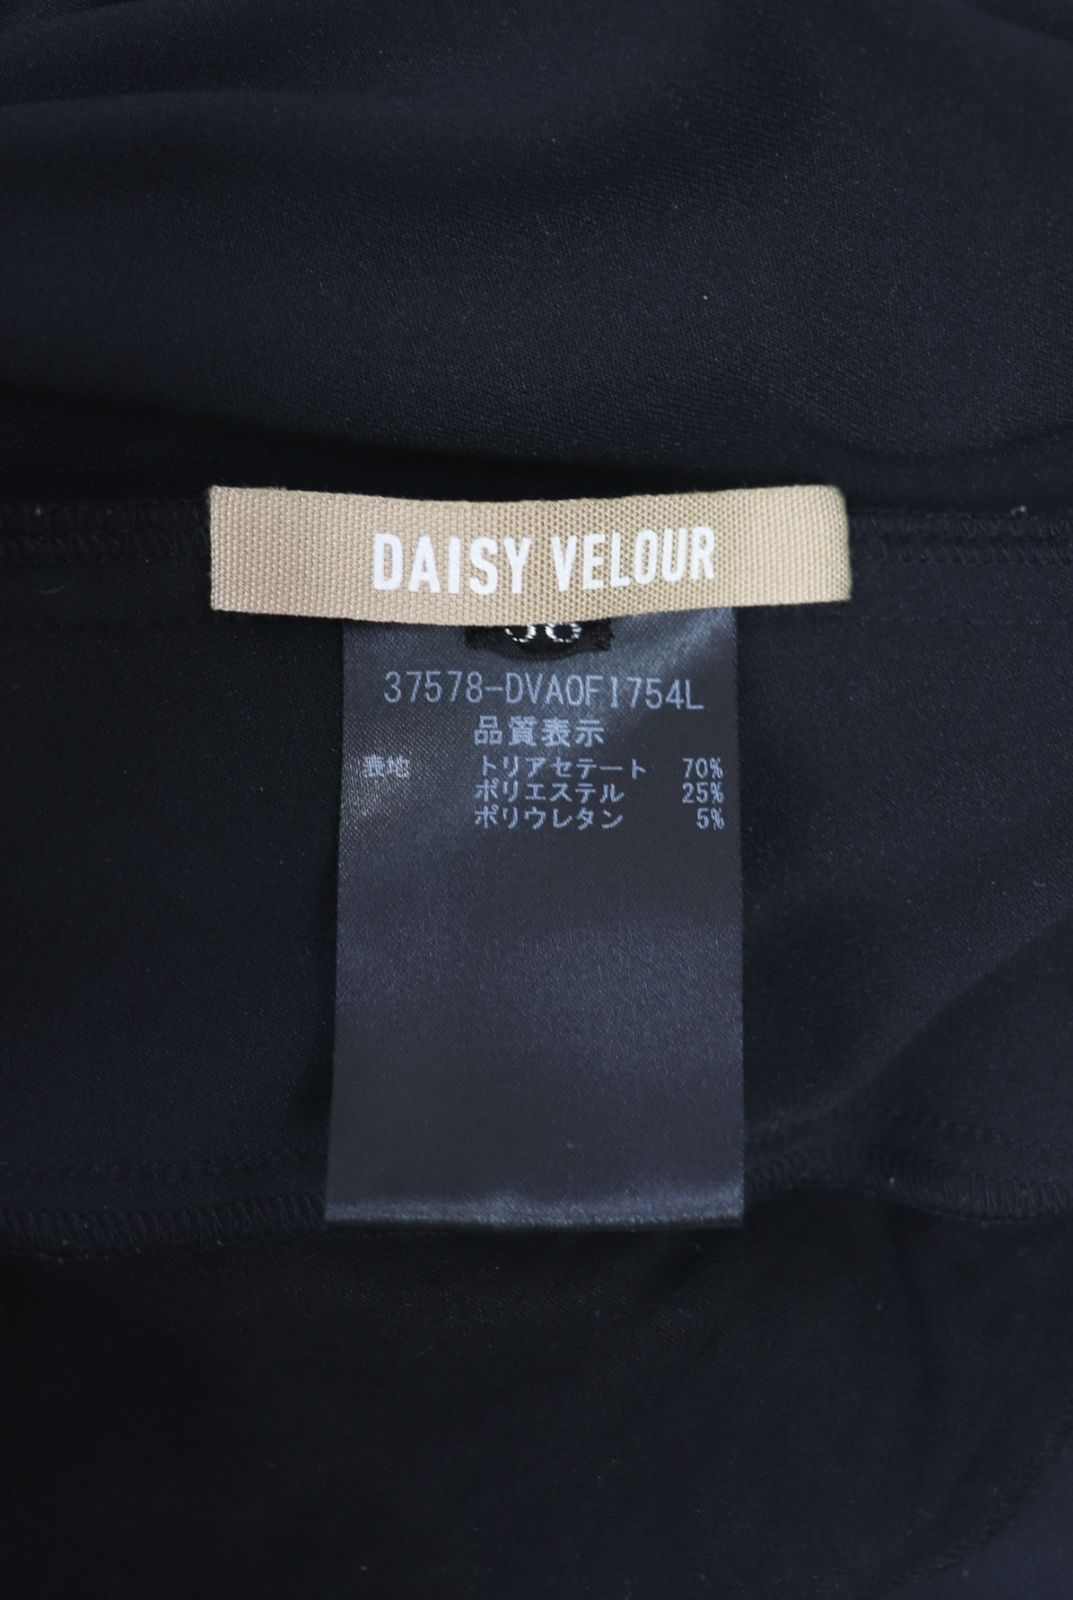 DAISY VELOUR
37578-DVAOFI754L
品質表示
表地 トリアセテート 70%
ポリエステル 25%
ポリウレタン 5%